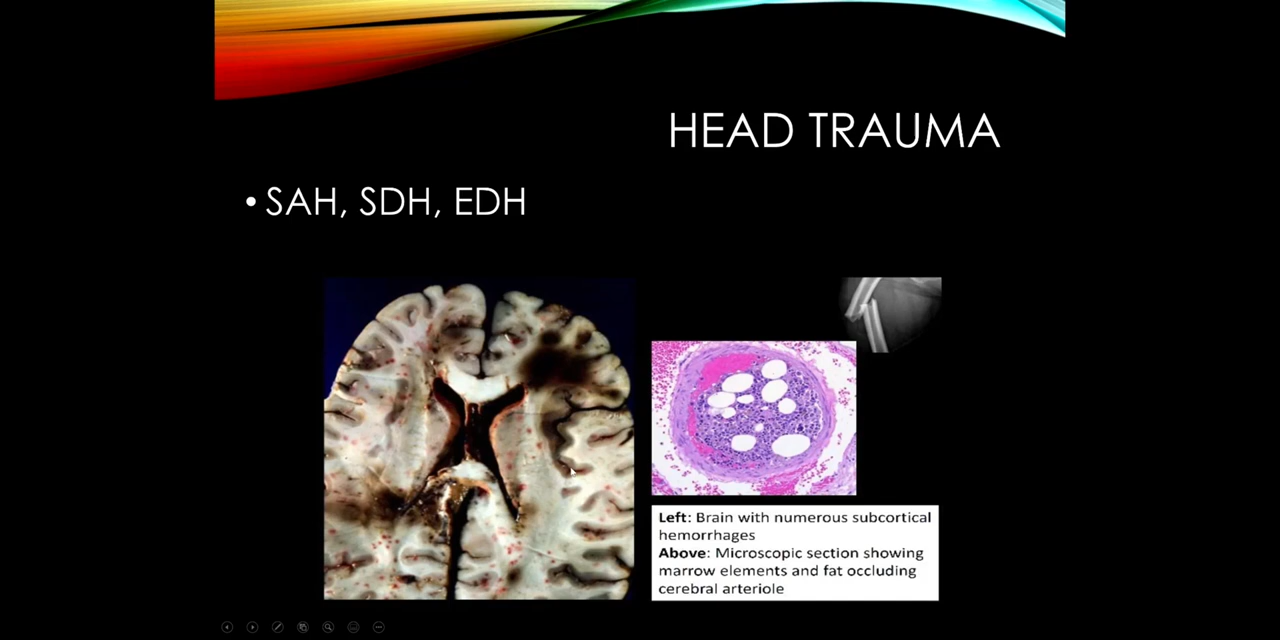 HEAD TRAUMA
• SAH, SDH, EDH
Left: Brain with numerous subcortical
hemorrhages
Above: Microscopic section showing
marrow elements and fat occluding
cerebral arteriole